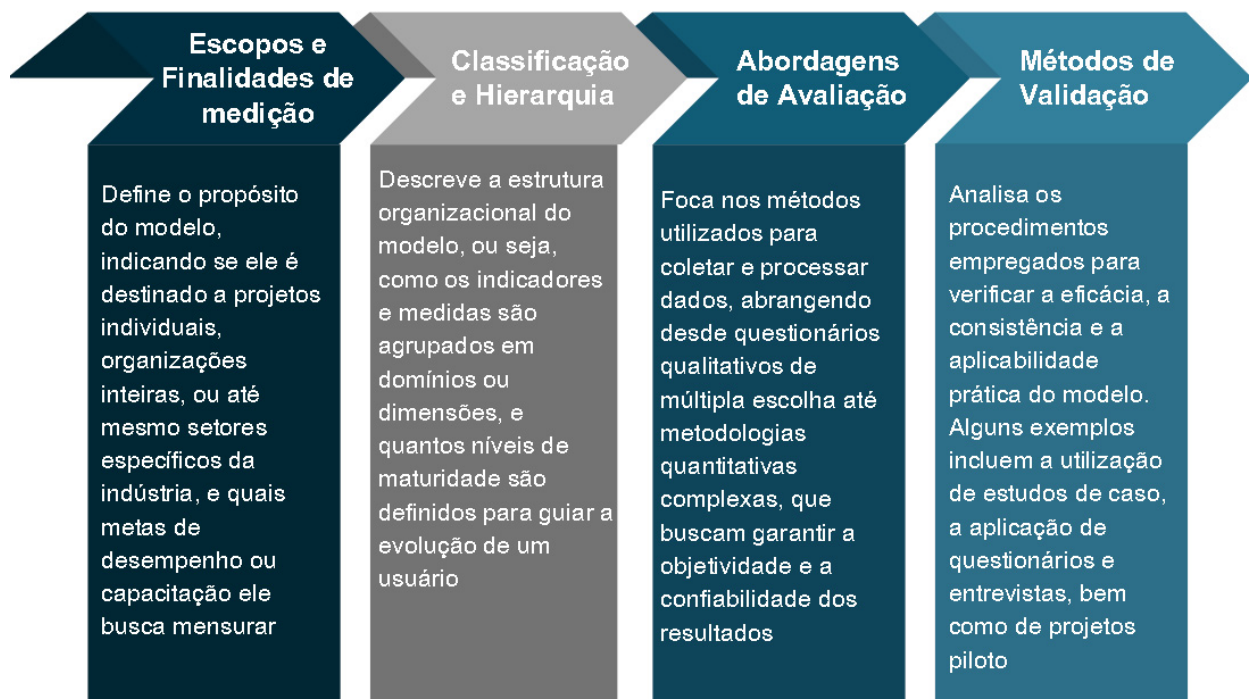 Escopos e
Finalidades de
medição
Define o propósito
do modelo,
indicando se ele é
destinado a projetos
individuais,
organizações
inteiras, ou até
mesmo setores
específicos da
indústria, e quais
metas de
desempenho ou
capacitação ele
busca mensurar
Classificação
e Hierarquia
Descreve a estrutura
organizacional do
modelo, ou seja,
como os indicadores
e medidas são
agrupados em
domínios ou
dimensões, e
quantos níveis de
maturidade são
definidos para guiar a
evolução de um
usuário
Abordagens
de Avaliação
Foca nos métodos
utilizados para
coletar e processar
dados, abrangendo
desde questionários
qualitativos de
múltipla escolha até
metodologias
quantitativas
complexas, que
buscam garantir a
objetividade e a
confiabilidade dos
resultados
Métodos de
Validação
Analisa os
procedimentos
empregados para
verificar a eficácia, a
consistência e a
aplicabilidade
prática do modelo.
Alguns exemplos
incluem a utilização
de estudos de caso,
a aplicação de
questionários e
entrevistas, bem
como de projetos
piloto